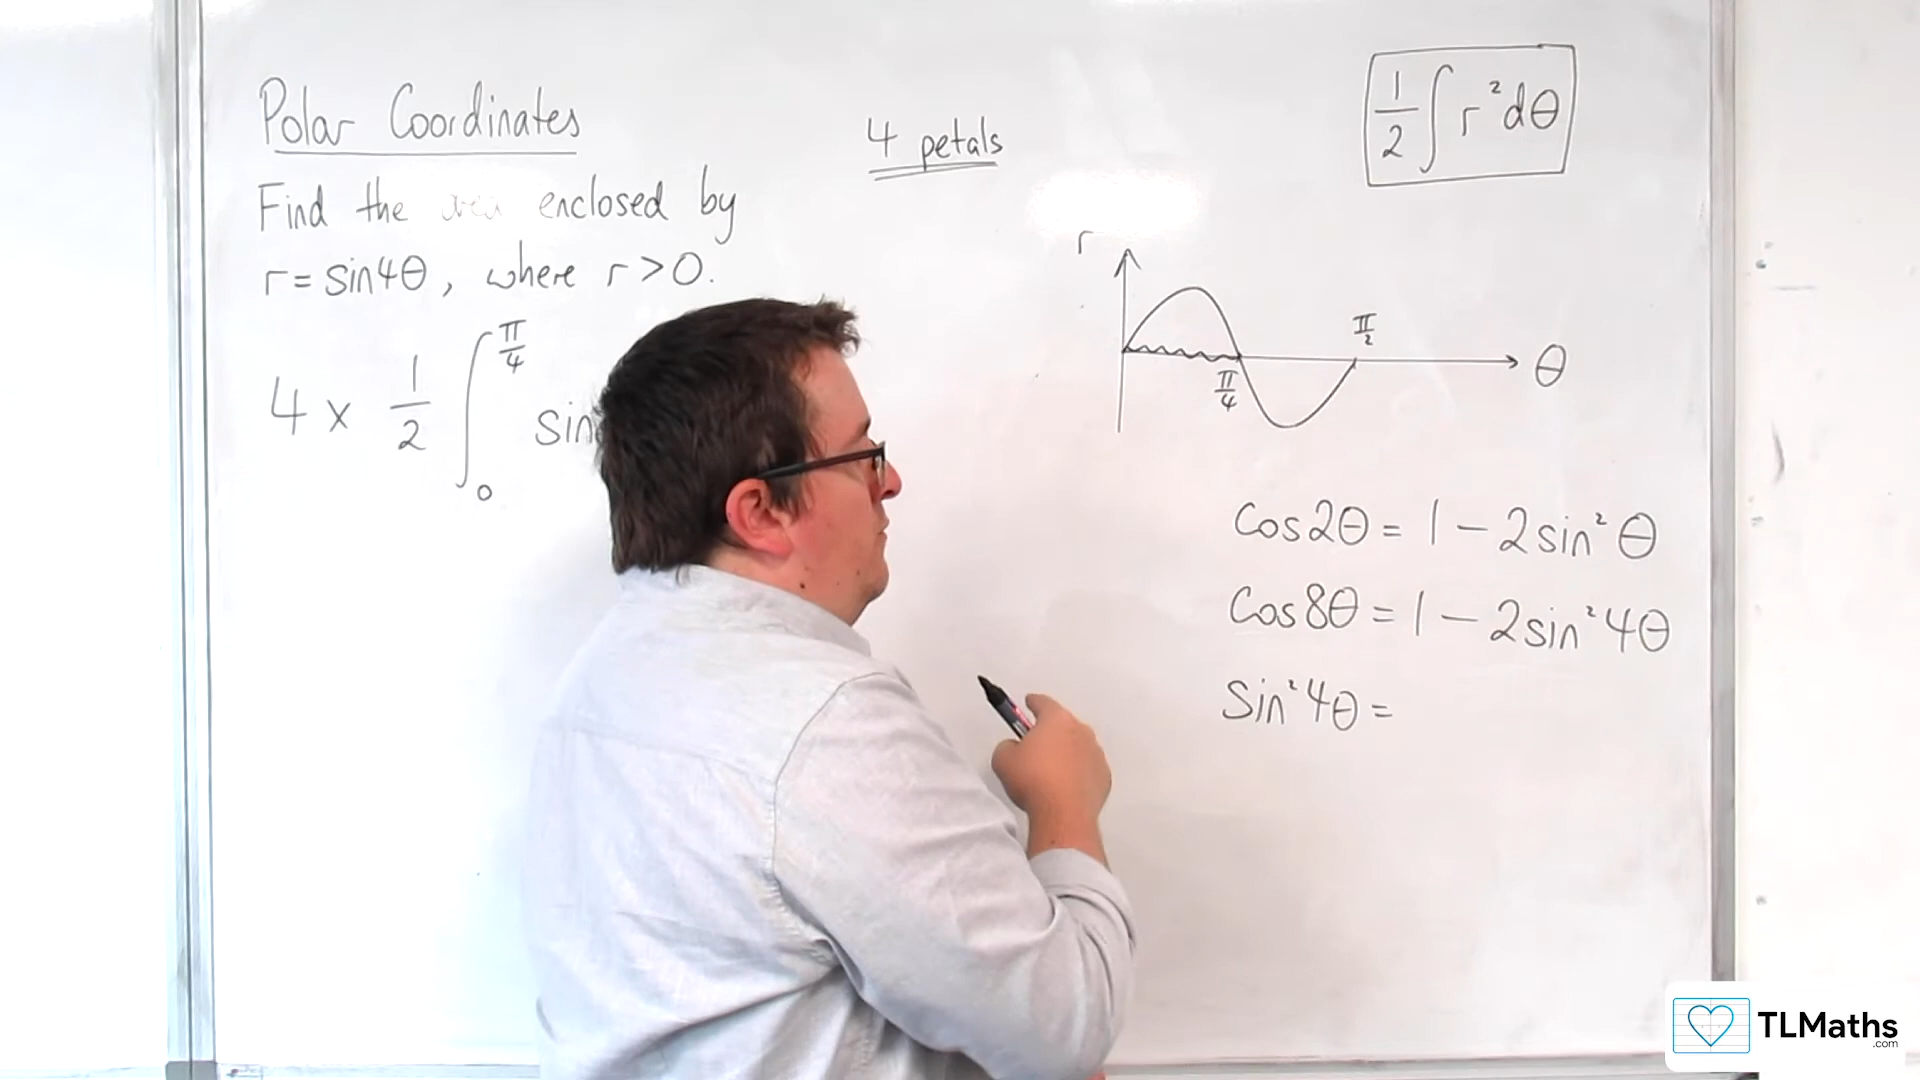 Polar Coordinates
Find the area enclosed by
r = sin4θ, where r > 0.
4 × 1/2 ∫₀^(π/4) sin
4 petals
1/2 ∫ r² dθ
r
π/2
π/4
θ
cos2θ = 1 − 2sin²θ
cos8θ = 1 − 2sin²4θ
sin²4θ =
TLMaths
.com